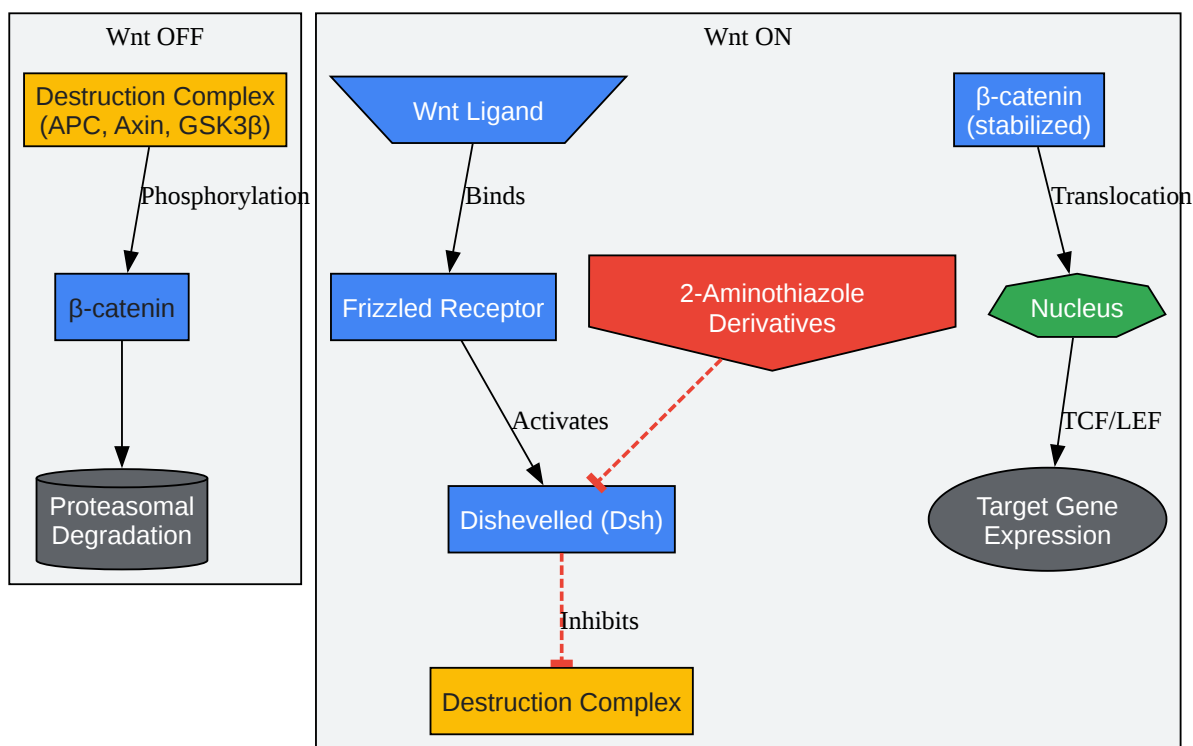 Wnt OFF
Destruction Complex
(APC, Axin, GSK3β)
Phosphorylation
β-catenin
Proteasomal
Degradation
Wnt ON
Wnt Ligand
Binds
Frizzled Receptor
2-Aminothiazole
Derivatives
Activates
Dishevelled (Dsh)
Inhibits
Destruction Complex
β-catenin
(stabilized)
Translocation
Nucleus
TCF/LEF
Target Gene
Expression